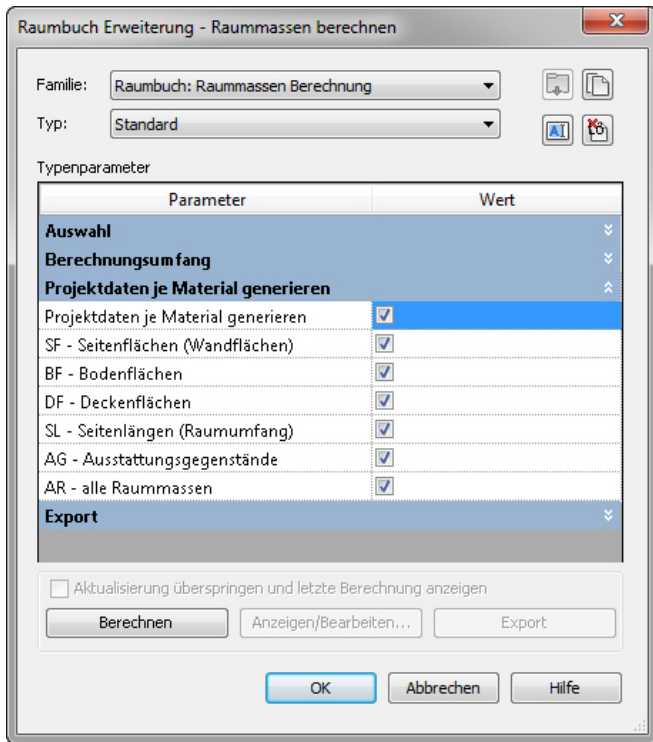 Raumbuch Erweiterung - Raummassen berechnen
Familie: Raumbuch: Raummassen Berechnung
Typ: Standard
Typenparameter
Parameter Wert
Auswahl
Berechnungsumfang
Projektdaten je Material generieren
Projektdaten je Material generieren
SF - Seitenflächen (Wandflächen)
BF - Bodenflächen
DF - Deckenflächen
SL - Seitenlängen (Raumumfang)
AG - Ausstattungsgegenstände
AR - alle Raummassen
Export
Aktualisierung überspringen und letzte Berechnung anzeigen
Berechnen Anzeigen/Bearbeiten... Export
OK Abbrechen Hilfe